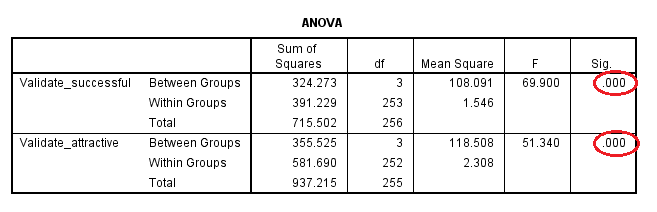 ANOVA
Sum of Squares df Mean Square F Sig.
Validate_successful Between Groups 324.273 3 108.091 69.900 .000
Within Groups 391.229 253 1.546
Total 715.502 256
Validate_attractive Between Groups 355.525 3 118.508 51.340 .000
Within Groups 581.690 252 2.308
Total 937.215 255